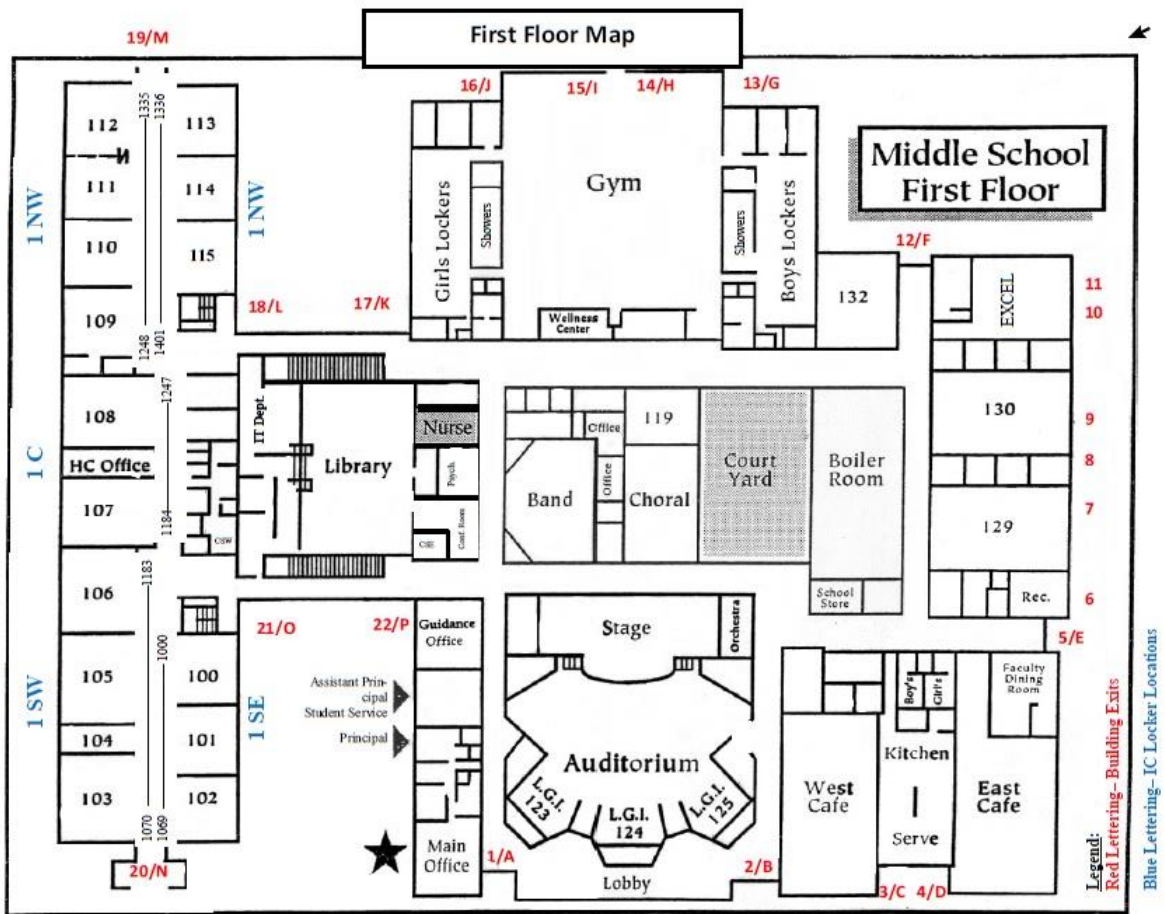 First Floor Map
19/M
16/J
15/I
14/H
13/G
Middle School
First Floor
1335
1336
112
113
N
111
114
110
115
109
1 NW
1 NW
Girls Lockers
Showers
Gym
Showers
Boys Lockers
12/F
132
EXCEL
11
10
18/L
17/K
Wellness
Center
1248
1401
1247
108
HC Office
107
1 C
1184
CSW
IT Dept.
Library
Nurse
Psych.
CSE
Conf. Room
Office
119
Office
Band
Choral
Court
Yard
Boiler
Room
130
9
8
7
129
School
Store
Rec.
6
5/E
1183
106
1000
105
100
104
101
103
102
1070
1069
1 SW
1 SE
20/N
21/O
22/P
Guidance
Office
Assistant Prin-
cipal
Student Service
Principal
Main
Office
1/A
Stage
Orchestra
Auditorium
L.G.I.
123
L.G.I.
124
L.G.I.
125
Lobby
2/B
West
Cafe
Boy's
Girl's
Kitchen
Serve
Faculty
Dining
Room
East
Cafe
3/C
4/D
Legend:
Red Lettering– Building Exits
Blue Lettering– IC Locker Locations